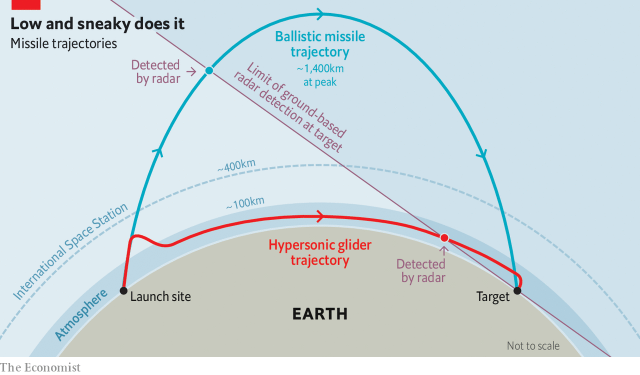 Low and sneaky does it
Missile trajectories
Ballistic missile
trajectory
~1,400km
at peak
Detected
by radar
Limit of ground-based
radar detection at target
~400km
International Space Station
~100km
Atmosphere
Hypersonic glider
trajectory
Detected
by radar
Launch site
Target
EARTH
Not to scale
The Economist